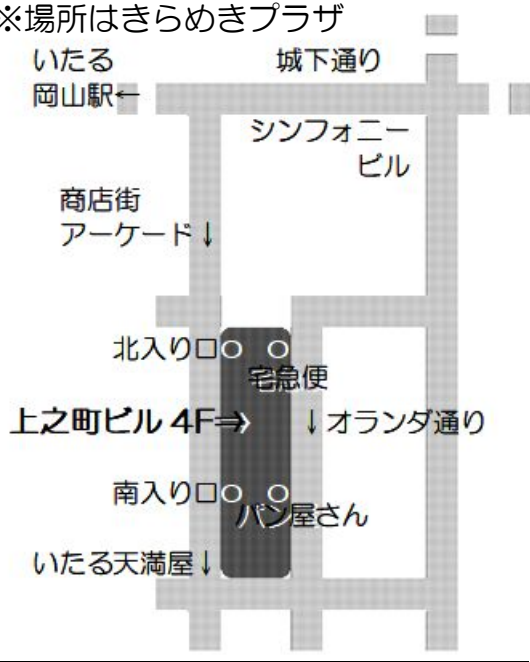 ※場所はきらめきプラザ
いたる
岡山駅←
城下通り
シンフォニー
ビル
商店街
アーケード↓
北入り口
宅急便
上之町ビル 4F⇒
↓オランダ通り
南入り口
パン屋さん
いたる天満屋↓